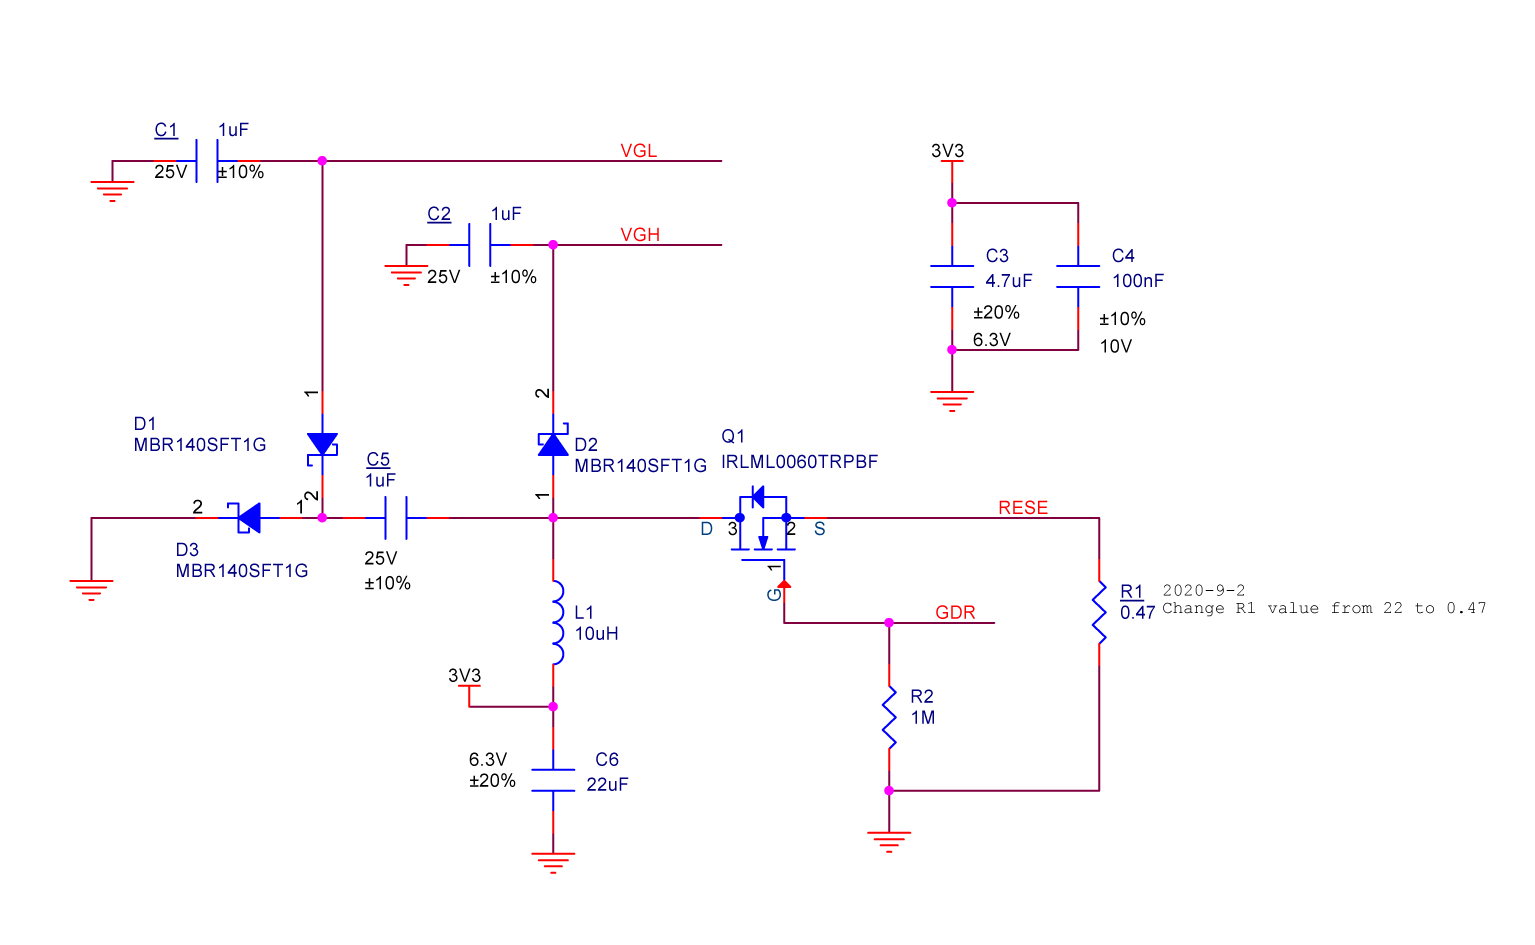 C1
1uF
25V
±10%
VGL
3V3
C2
1uF
VGH
25V
±10%
C3
4.7uF
±20%
6.3V
C4
100nF
±10%
10V
1
2
D1
MBR140SFT1G
D2
MBR140SFT1G
Q1
IRLML0060TRPBF
C5
1uF
2
1
2
1
D
3
2
S
RESE
D3
MBR140SFT1G
25V
±10%
1
G
L1
10uH
GDR
R1
0.47
2020-9-2
Change R1 value from 22 to 0.47
3V3
R2
1M
6.3V
±20%
C6
22uF